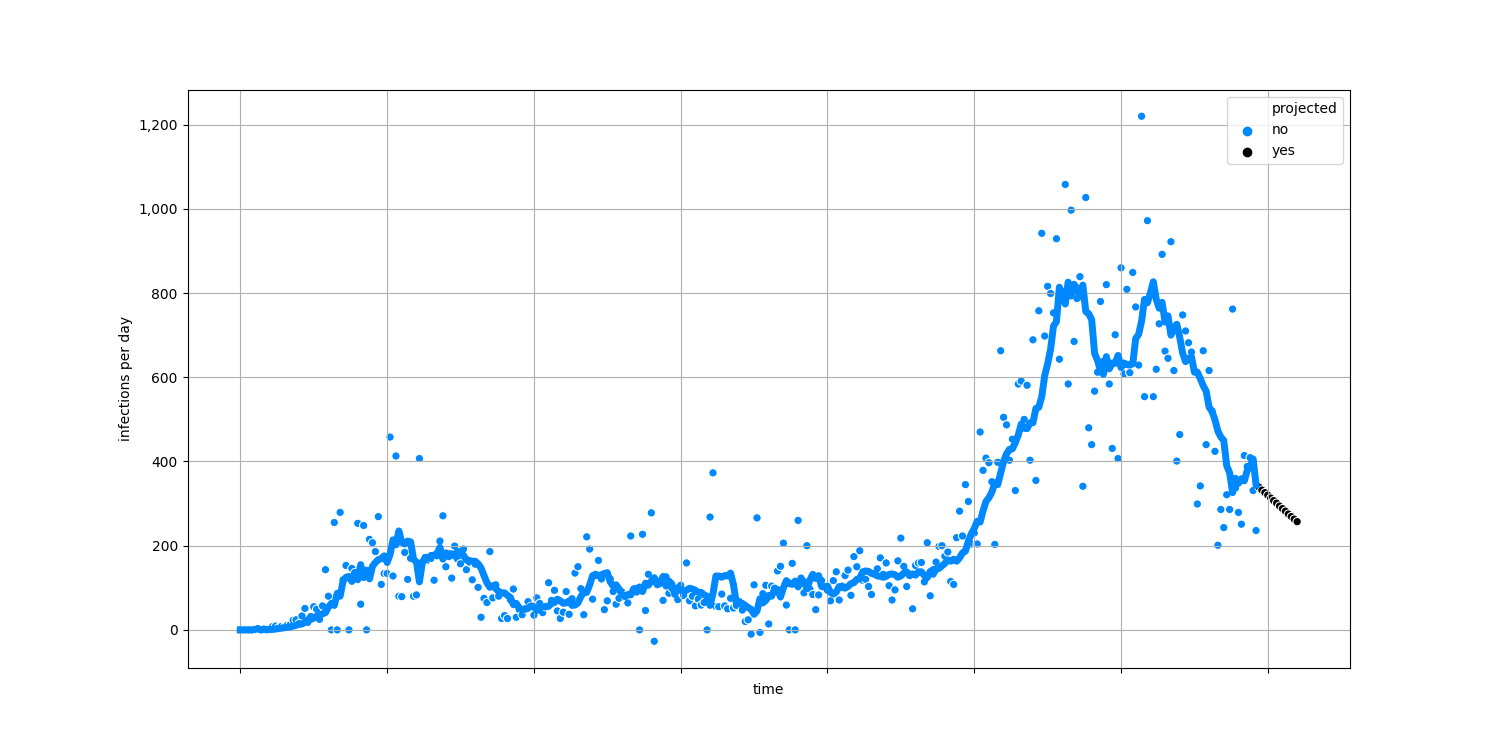 projected
no
yes
1,200
1,000
800
600
400
200
0
infections per day
time